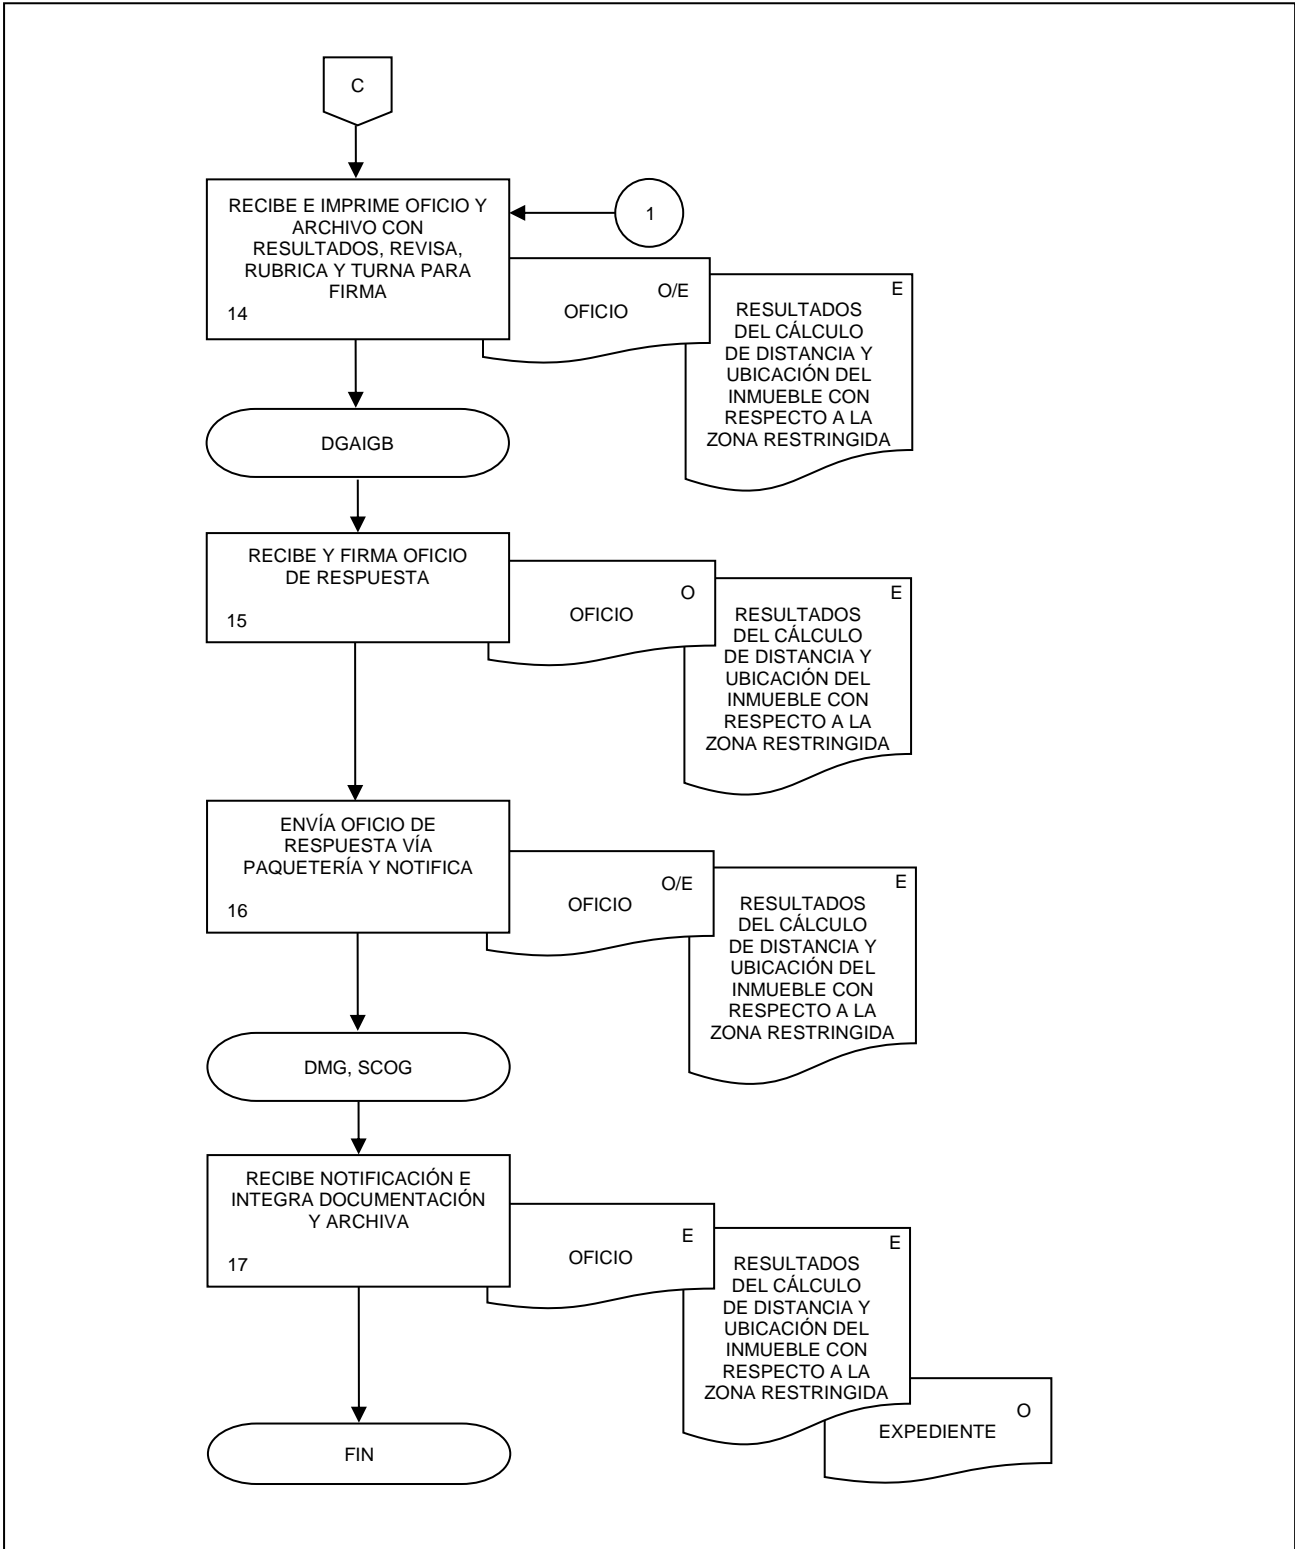 C
RECIBE E IMPRIME OFICIO Y
ARCHIVO CON
RESULTADOS, REVISA,
RUBRICA Y TURNA PARA
FIRMA
14
1
O/E
OFICIO
E
RESULTADOS
DEL CÁLCULO
DE DISTANCIA Y
UBICACIÓN DEL
INMUEBLE CON
RESPECTO A LA
ZONA RESTRINGIDA
DGAIGB
RECIBE Y FIRMA OFICIO
DE RESPUESTA
15
O
OFICIO
E
RESULTADOS
DEL CÁLCULO
DE DISTANCIA Y
UBICACIÓN DEL
INMUEBLE CON
RESPECTO A LA
ZONA RESTRINGIDA
ENVÍA OFICIO DE
RESPUESTA VÍA
PAQUETERÍA Y NOTIFICA
16
O/E
OFICIO
E
RESULTADOS
DEL CÁLCULO
DE DISTANCIA Y
UBICACIÓN DEL
INMUEBLE CON
RESPECTO A LA
ZONA RESTRINGIDA
DMG, SCOG
RECIBE NOTIFICACIÓN E
INTEGRA DOCUMENTACIÓN
Y ARCHIVA
17
E
OFICIO
E
RESULTADOS
DEL CÁLCULO
DE DISTANCIA Y
UBICACIÓN DEL
INMUEBLE CON
RESPECTO A LA
ZONA RESTRINGIDA
O
EXPEDIENTE
FIN